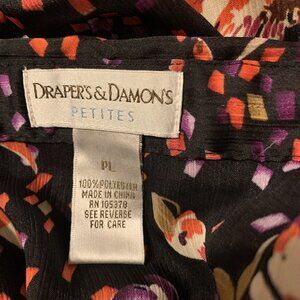 DRAPER'S & DAMON'S
PETITES
PL
100% POLYESTER
MADE IN CHINA
RN 105378
SEE REVERSE
FOR CARE